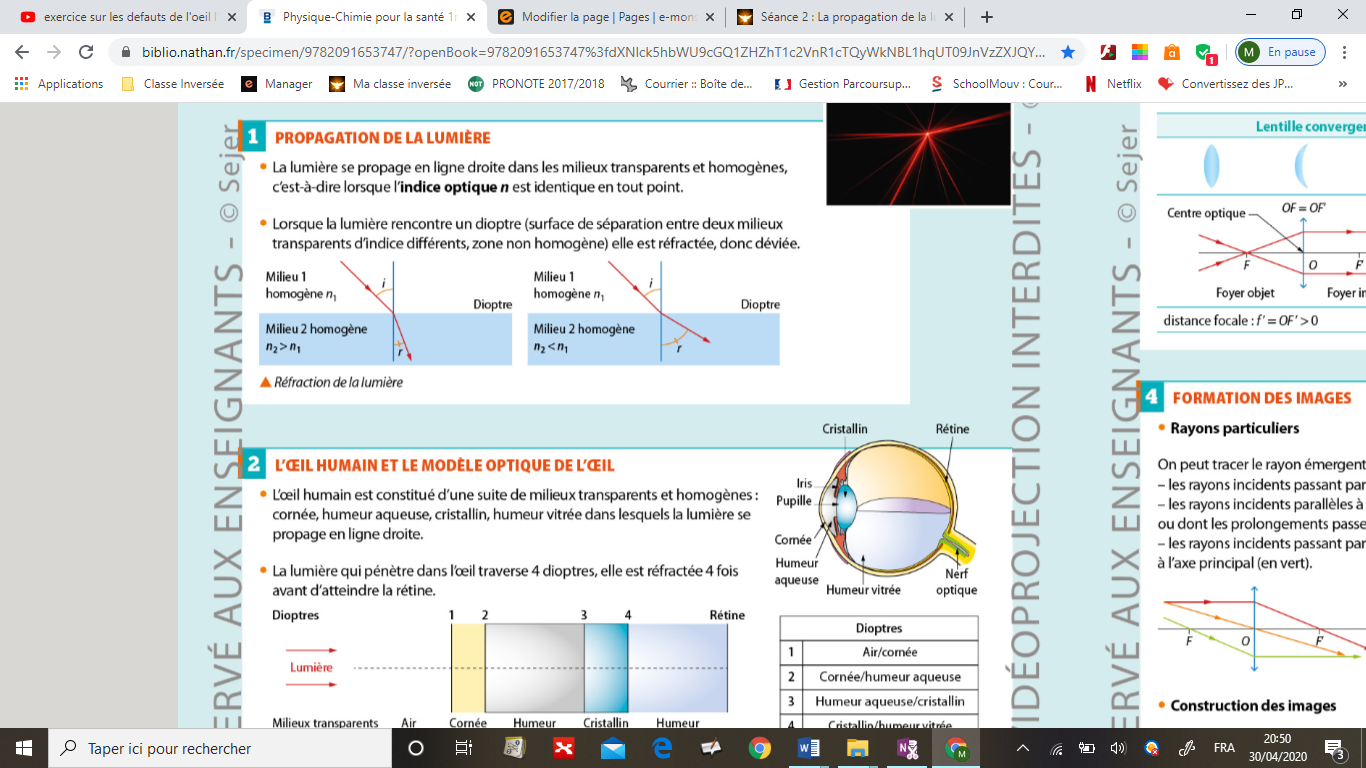 exercice sur les defauts de l'oeil
Physique-Chimie pour la santé 1
Modifier la page | Pages | e-mon
Séance 2 : La propagation de la
biblio.nathan.fr/specimen/9782091653747/?openBook=9782091653747%3fdXNlck5hbWU9cGQ1ZHZhT1c2VnR1cTQyWkNBL1hqUT09JnVzZXJQY...
M
En pause
Applications
Classe Inversée
Manager
Ma classe inversée
PRONOTE 2017/2018
Courrier :: Boîte de...
Gestion Parcoursup...
SchoolMouv : Cour...
Netflix
Convertissez des JP...
»
1 PROPAGATION DE LA LUMIÈRE
• La lumière se propage en ligne droite dans les milieux transparents et homogènes,
c'est-à-dire lorsque l'indice optique n est identique en tout point.
• Lorsque la lumière rencontre un dioptre (surface de séparation entre deux milieux
transparents d'indice différents, zone non homogène) elle est réfractée, donc déviée.
Milieu 1
homogène n1
i
Dioptre
Milieu 2 homogène
n2 > n1
r
Milieu 1
homogène n1
i
Dioptre
Milieu 2 homogène
n2 < n1
r
▲ Réfraction de la lumière
2 L'ŒIL HUMAIN ET LE MODÈLE OPTIQUE DE L'ŒIL
• L'œil humain est constitué d'une suite de milieux transparents et homogènes :
cornée, humeur aqueuse, cristallin, humeur vitrée dans lesquels la lumière se
propage en ligne droite.
• La lumière qui pénètre dans l'œil traverse 4 dioptres, elle est réfractée 4 fois
avant d'atteindre la rétine.
Dioptres 1 2 3 4 Rétine
Lumière
Milieux transparents Air Cornée Humeur Cristallin Humeur
Cristallin
Rétine
Iris
Pupille
Cornée
Humeur
aqueuse
Humeur vitrée
Nerf
optique
Dioptres
1 Air/cornée
2 Cornée/humeur aqueuse
3 Humeur aqueuse/cristallin
4 Cristallin/humeur vitrée
ERVÉ AUX ENSEIGNANTS - © Sejer
VIDÉOPROJECTION INTERDITES - ©
ERVÉ AUX ENSEIGNANTS - © Sejer
Lentille converge
Centre optique
OF = OF'
F
O
F'
Foyer objet
Foyer im
distance focale : f' = OF' > 0
4 FORMATION DES IMAGES
• Rayons particuliers
On peut tracer le rayon émergent
– les rayons incidents passant par
– les rayons incidents parallèles à
ou dont les prolongements passe
– les rayons incidents passant par
à l'axe principal (en vert).
F
O
F'
• Construction des images
Taper ici pour rechercher
FRA
20:50
30/04/2020
3